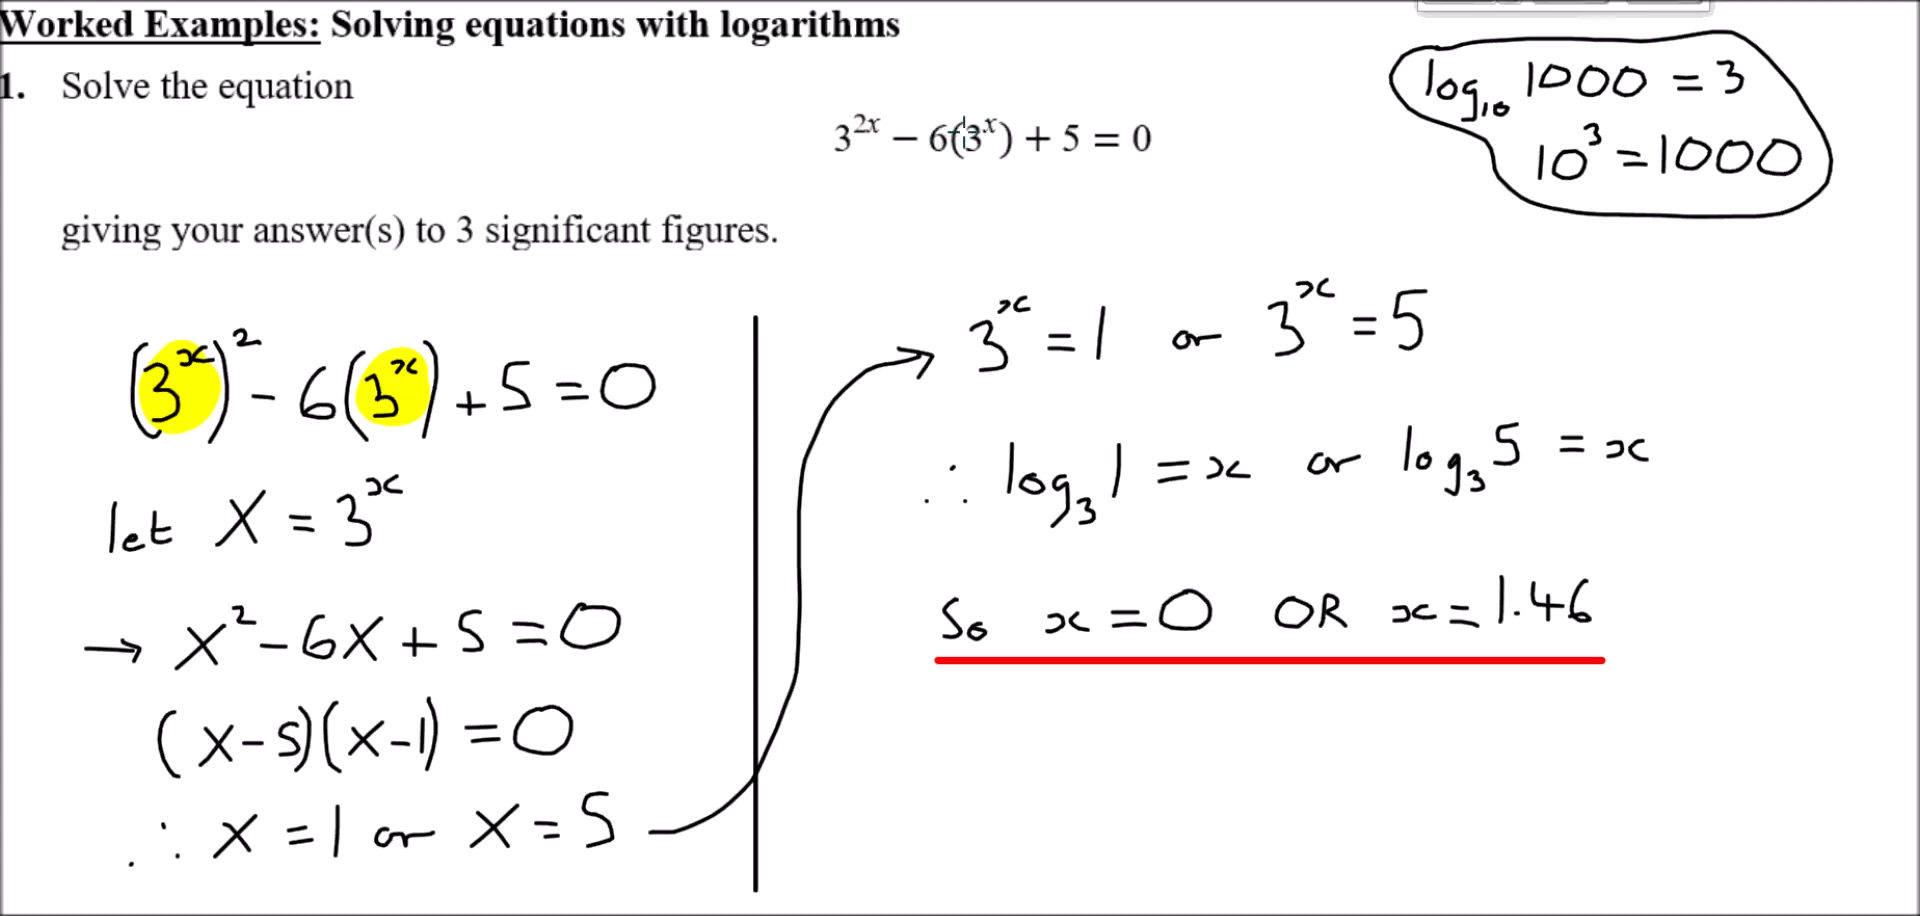 Worked Examples: Solving equations with logarithms
1. Solve the equation
3^{2x} − 6(3^x) + 5 = 0
giving your answer(s) to 3 significant figures.
log₁₀ 1000 = 3
10³ = 1000
(3^x)² - 6(3^x) + 5 = 0
let X = 3^x
→ X² - 6X + 5 = 0
(X-5)(X-1) = 0
∴ X = 1 or X = 5
3^x = 1 or 3^x = 5
∴ log₃ 1 = x or log₃ 5 = x
So x = 0 OR x = 1.46